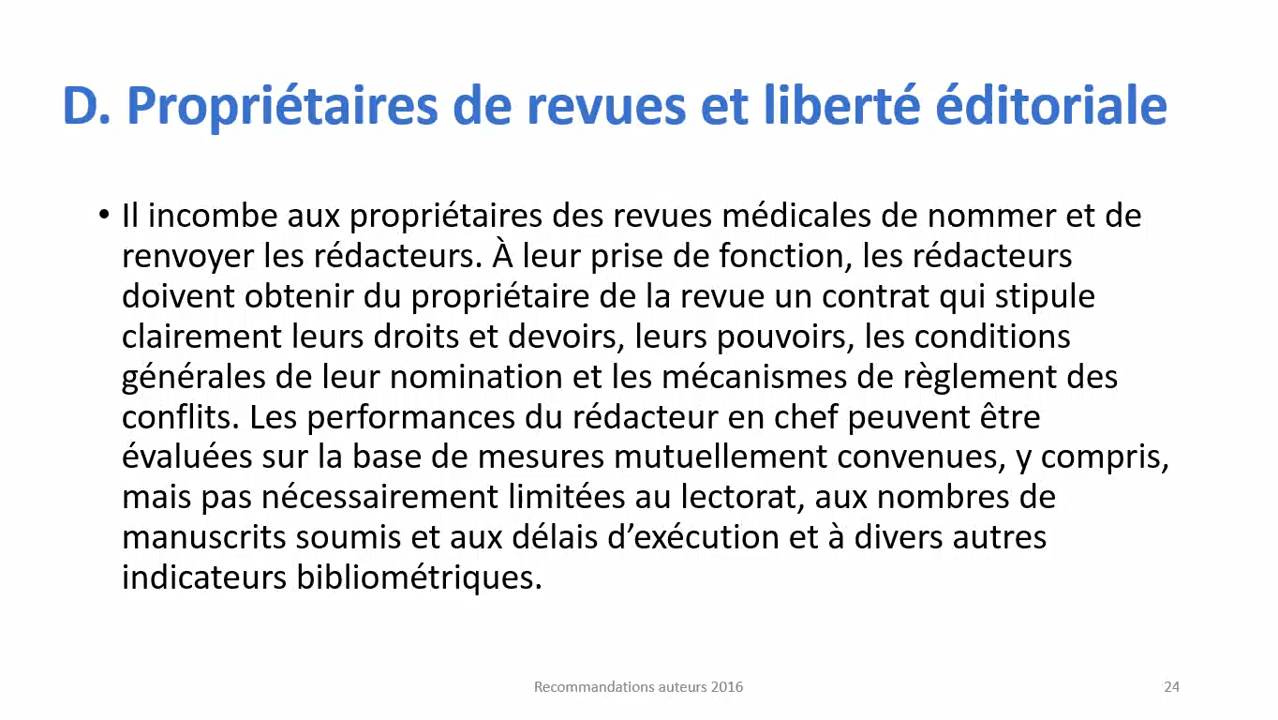 D. Propriétaires de revues et liberté éditoriale
• Il incombe aux propriétaires des revues médicales de nommer et de
renvoyer les rédacteurs. À leur prise de fonction, les rédacteurs
doivent obtenir du propriétaire de la revue un contrat qui stipule
clairement leurs droits et devoirs, leurs pouvoirs, les conditions
générales de leur nomination et les mécanismes de règlement des
conflits. Les performances du rédacteur en chef peuvent être
évaluées sur la base de mesures mutuellement convenues, y compris,
mais pas nécessairement limitées au lectorat, aux nombres de
manuscrits soumis et aux délais d’exécution et à divers autres
indicateurs bibliométriques.
Recommandations auteurs 2016
24